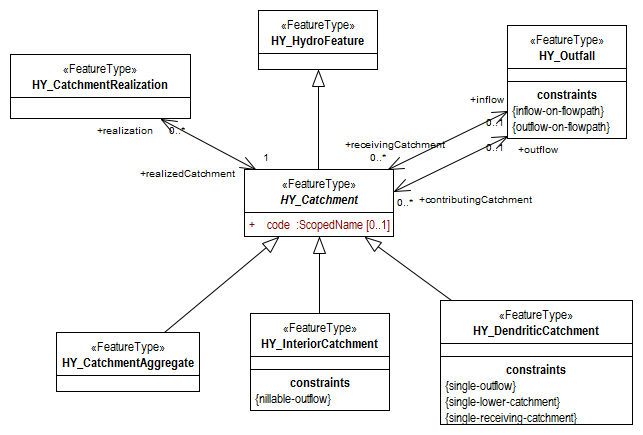 «FeatureType»
HY_HydroFeature
«FeatureType»
HY_CatchmentRealization
«FeatureType»
HY_Outfall
constraints
{inflow-on-flowpath}
{outflow-on-flowpath}
+inflow
0..1
0..1
+outflow
+realization
0..*
+receivingCatchment
0..*
1
+realizedCatchment
0..*
+contributingCatchment
«FeatureType»
HY_Catchment
+ code :ScopedName [0..1]
«FeatureType»
HY_CatchmentAggregate
«FeatureType»
HY_InteriorCatchment
constraints
{nillable-outflow}
«FeatureType»
HY_DendriticCatchment
constraints
{single-outflow}
{single-lower-catchment}
{single-receiving-catchment}